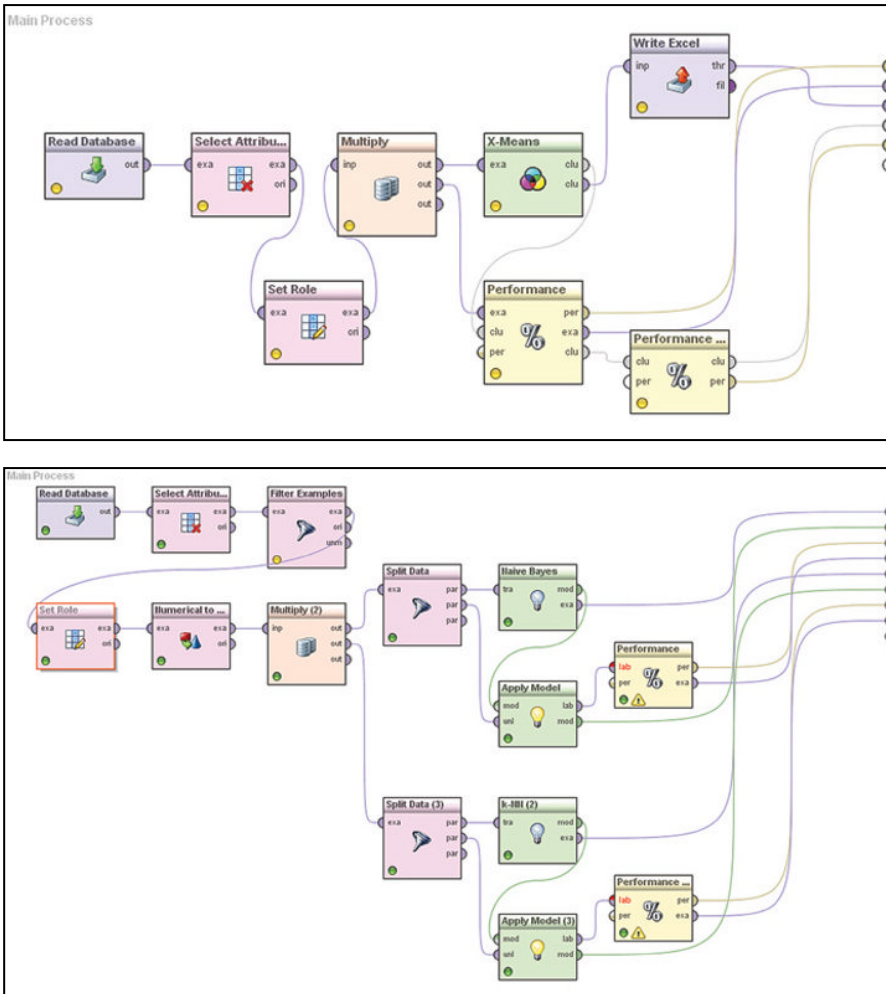 Main Process
Write Excel
inp thr
fil
Read Database
out
Select Attribu...
exa exa
ori
Multiply
inp out
out
out
X-Means
exa clu
clu
Set Role
exa exa
ori
Performance
exa per
clu exa
per clu
Performance ...
clu clu
per per
Main Process
Read Database
out
Select Attribu...
exa exa
ori
Filter Examples
exa exa
ori
unm
Set Role
exa exa
ori
Numerical to ...
exa exa
ori
Multiply (2)
inp out
out
out
Split Data
exa par
par
par
Naive Bayes
tra mod
exa
Apply Model
mod lab
unl mod
Performance
lab per
per exa
Split Data (3)
exa par
par
par
k-NN (2)
tra mod
exa
Apply Model (3)
mod lab
unl mod
Performance ...
lab per
per exa